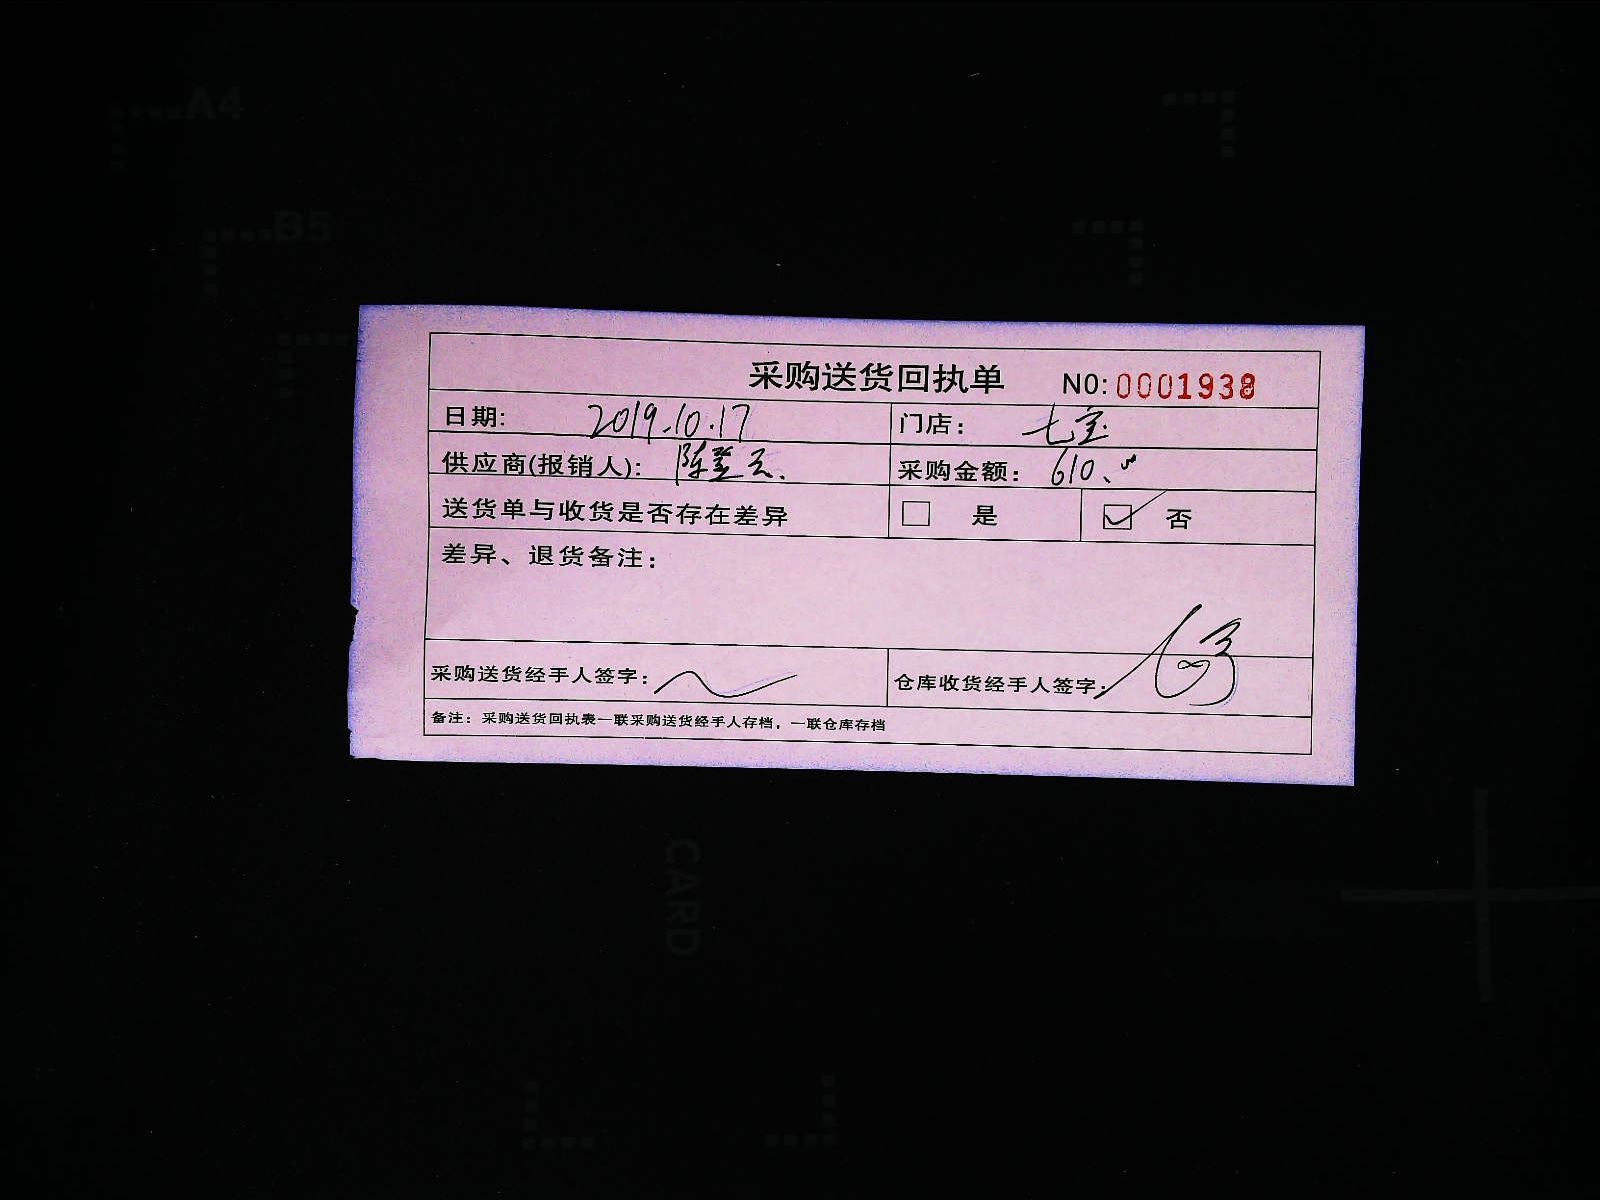 A4
B5
采购送货回执单 NO:0001938
日期: 2019.10.17 门店: 七宝
供应商(报销人): 陈登云. 采购金额: 610.
送货单与收货是否存在差异 □ 是 ☑ 否
差异、退货备注:
采购送货经手人签字: 仓库收货经手人签字:
备注: 采购送货回执表一联采购送货经手人存档,一联仓库存档
CARD